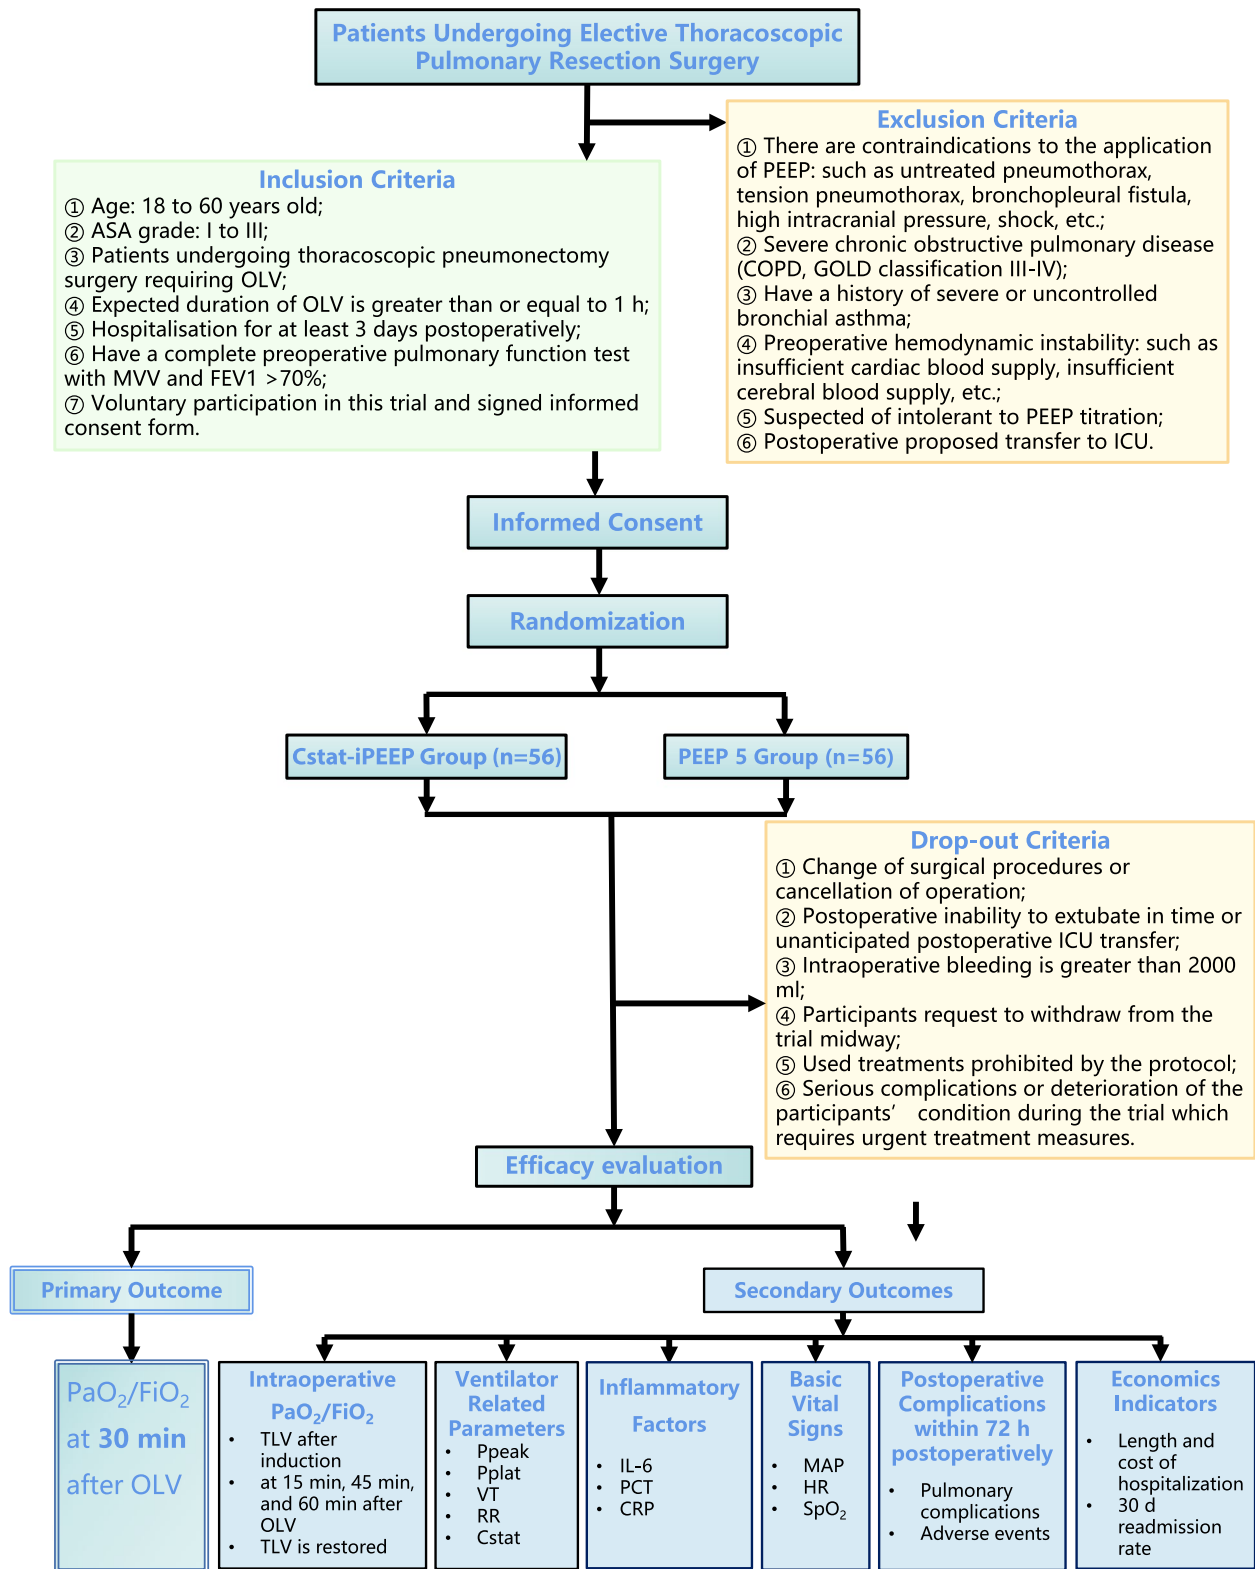 Patients Undergoing Elective Thoracoscopic
Pulmonary Resection Surgery
Exclusion Criteria
① There are contraindications to the application
of PEEP: such as untreated pneumothorax,
tension pneumothorax, bronchopleural fistula,
high intracranial pressure, shock, etc.;
② Severe chronic obstructive pulmonary disease
(COPD, GOLD classification III-IV);
③ Have a history of severe or uncontrolled
bronchial asthma;
④ Preoperative hemodynamic instability: such as
insufficient cardiac blood supply, insufficient
cerebral blood supply, etc.;
⑤ Suspected of intolerant to PEEP titration;
⑥ Postoperative proposed transfer to ICU.
Inclusion Criteria
① Age: 18 to 60 years old;
② ASA grade: I to III;
③ Patients undergoing thoracoscopic pneumonectomy
surgery requiring OLV;
④ Expected duration of OLV is greater than or equal to 1 h;
⑤ Hospitalisation for at least 3 days postoperatively;
⑥ Have a complete preoperative pulmonary function test
with MVV and FEV1 >70%;
⑦ Voluntary participation in this trial and signed informed
consent form.
Informed Consent
Randomization
Cstat-iPEEP Group (n=56)
PEEP 5 Group (n=56)
Drop-out Criteria
① Change of surgical procedures or
cancellation of operation;
② Postoperative inability to extubate in time or
unanticipated postoperative ICU transfer;
③ Intraoperative bleeding is greater than 2000
ml;
④ Participants request to withdraw from the
trial midway;
⑤ Used treatments prohibited by the protocol;
⑥ Serious complications or deterioration of the
participants’ condition during the trial which
requires urgent treatment measures.
Efficacy evaluation
Primary Outcome
Secondary Outcomes
PaO₂/FiO₂
at 30 min
after OLV
Intraoperative
PaO₂/FiO₂
• TLV after
induction
• at 15 min, 45 min,
and 60 min after
OLV
• TLV is restored
Ventilator
Related
Parameters
• Ppeak
• Pplat
• VT
• RR
• Cstat
Inflammatory
Factors
• IL-6
• PCT
• CRP
Basic
Vital
Signs
• MAP
• HR
• SpO₂
Postoperative
Complications
within 72 h
postoperatively
• Pulmonary
complications
• Adverse events
Economics
Indicators
• Length and
cost of
hospitalization
• 30 d
readmission
rate